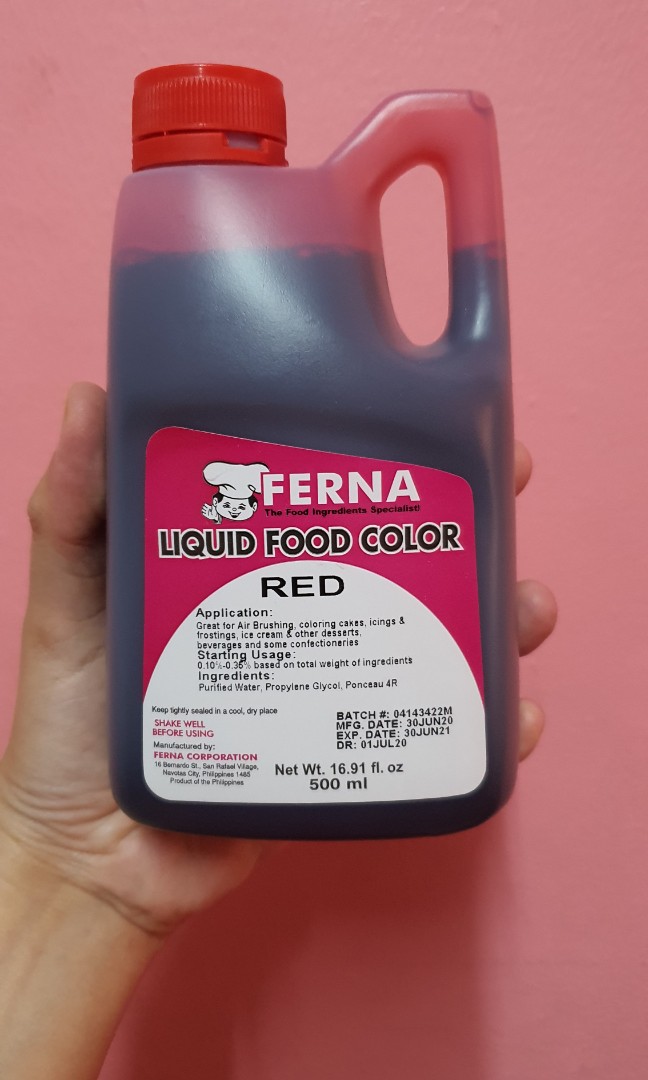 FERNA
The Food Ingredients Specialist!
LIQUID FOOD COLOR
RED
Application:
Great for Air Brushing, coloring cakes, icings &
frostings, ice cream & other desserts,
beverages and some confectioneries
Starting Usage:
0.10%-0.35% based on total weight of ingredients
Ingredients:
Purified Water, Propylene Glycol, Ponceau 4R
Keep tightly sealed in a cool, dry place
SHAKE WELL
BEFORE USING
Manufactured by:
FERNA CORPORATION
16 Bernardo St., San Rafael Village,
Navotas City, Philippines 1485
Product of the Philippines
BATCH #: 04143422M
MFG. DATE: 30JUN20
EXP. DATE: 30JUN21
DR: 01JUL20
Net Wt. 16.91 fl. oz
500 ml